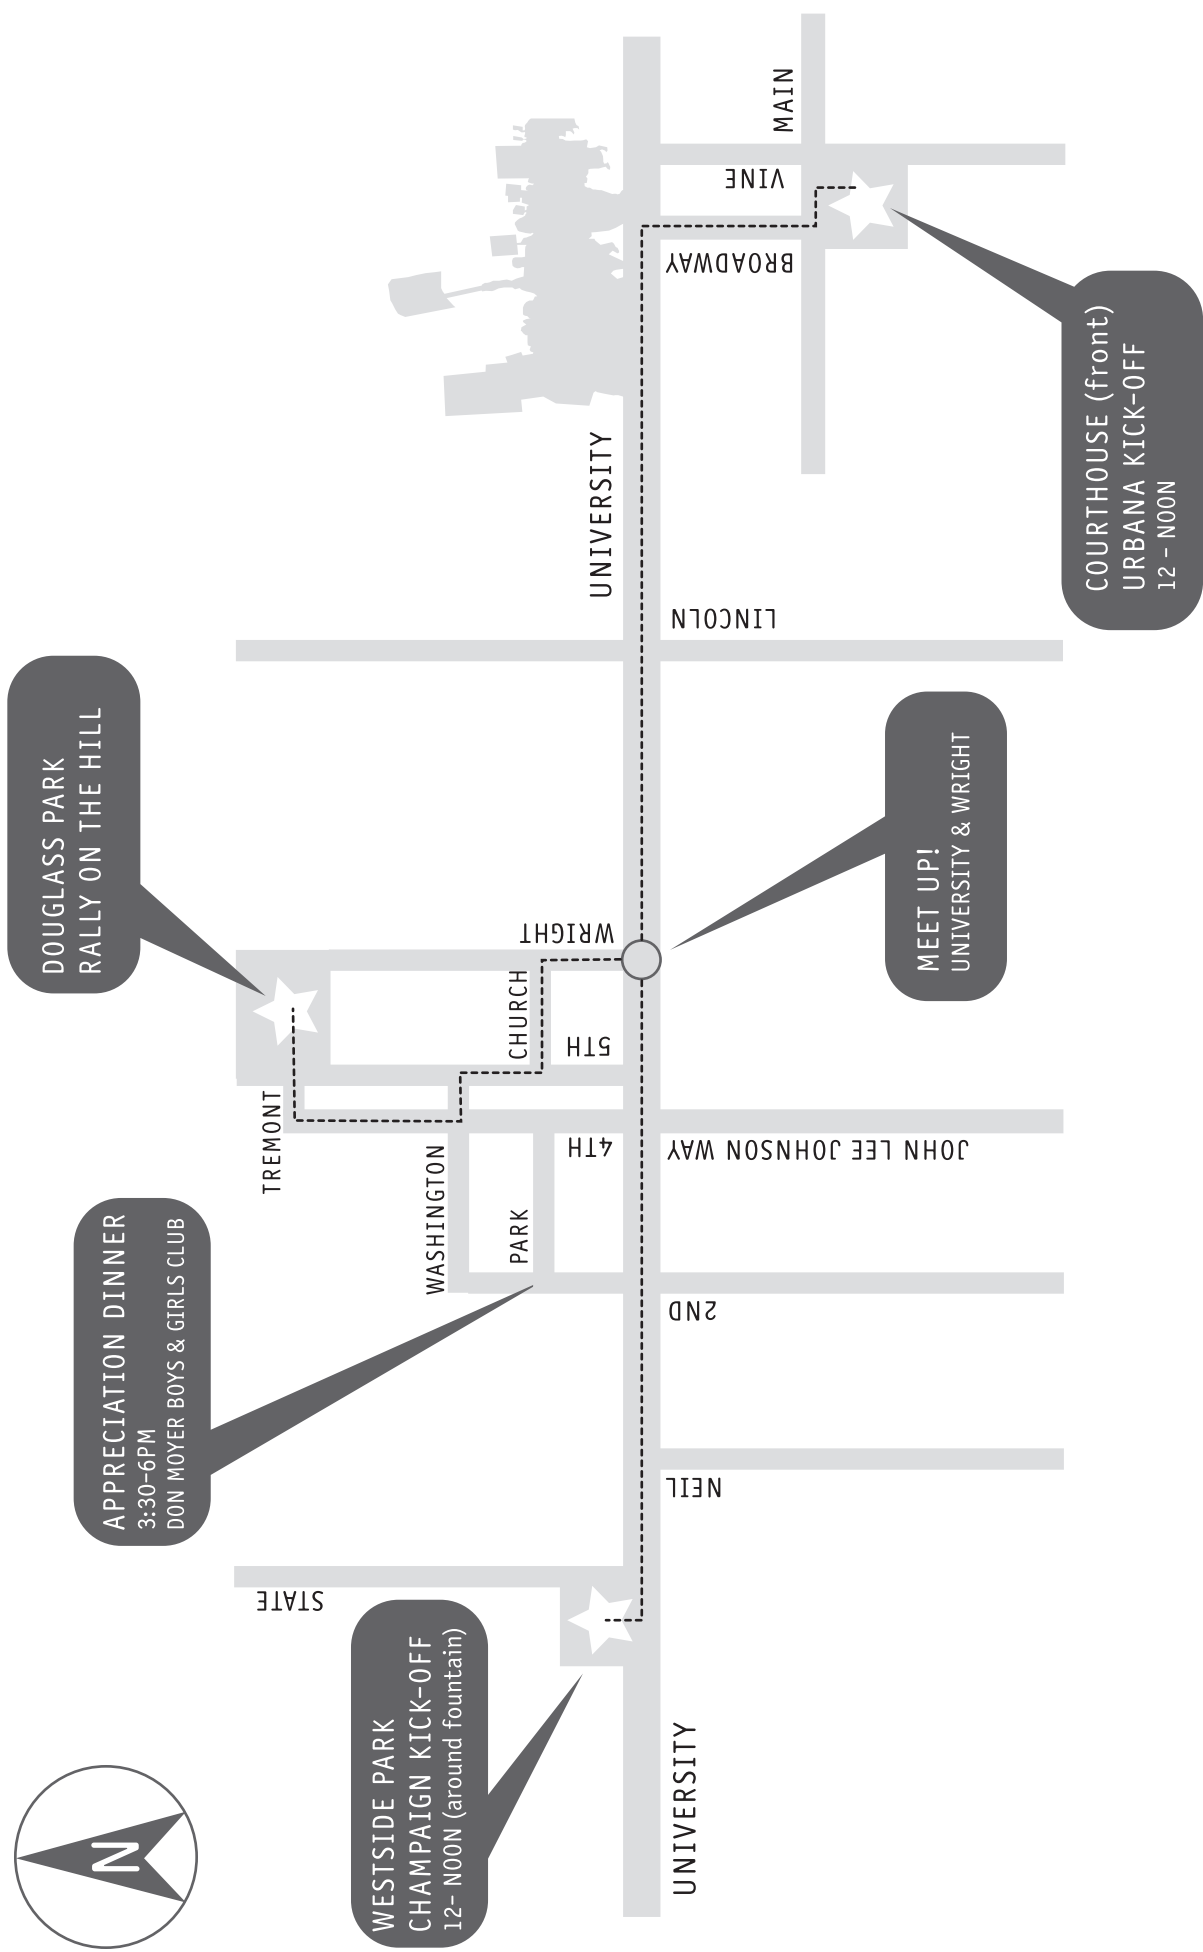 N
DOUGLASS PARK
RALLY ON THE HILL
APPRECIATION DINNER
3:30-6PM
DON MOYER BOYS & GIRLS CLUB
WESTSIDE PARK
CHAMPAIGN KICK-OFF
12- NOON (around fountain)
STATE
TREMONT
WASHINGTON
PARK
CHURCH
4TH
5TH
WRIGHT
UNIVERSITY
UNIVERSITY
NEIL
2ND
JOHN LEE JOHNSON WAY
LINCOLN
BROADWAY
VINE
MAIN
MEET UP!
UNIVERSITY & WRIGHT
COURTHOUSE (front)
URBANA KICK-OFF
12 - NOON